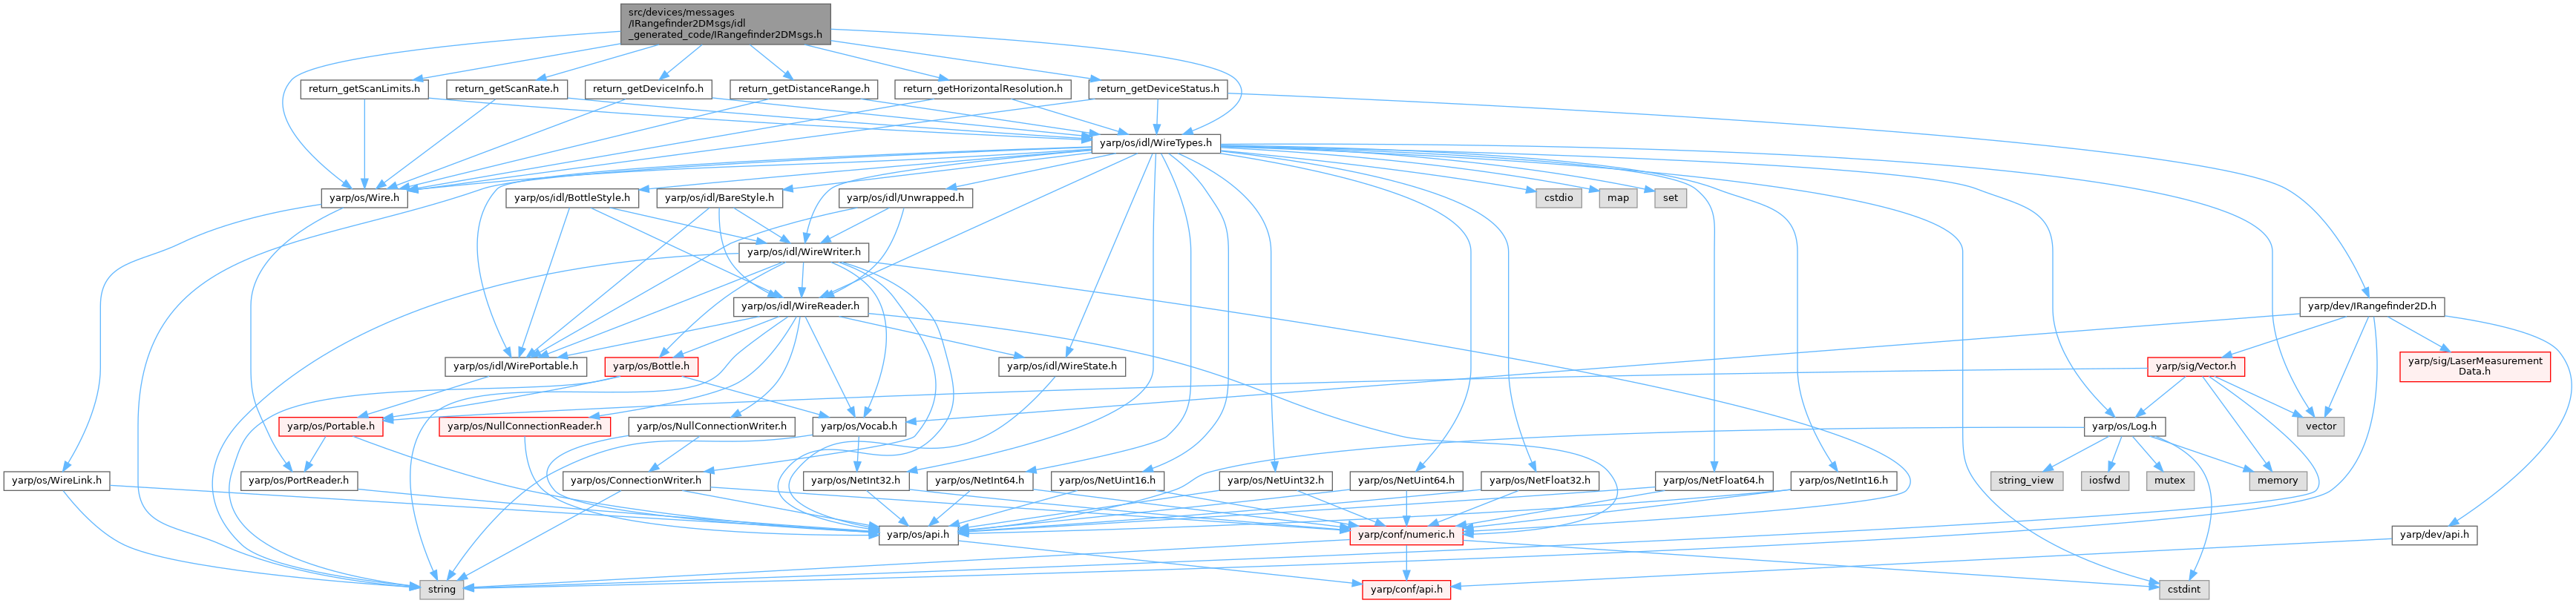 src/devices/messages
/IRangefinder2DMsgs/idl
_generated_code/IRangefinder2DMsgs.h
return_getScanLimits.h
return_getScanRate.h
return_getDeviceInfo.h
return_getDistanceRange.h
return_getHorizontalResolution.h
return_getDeviceStatus.h
yarp/os/idl/WireTypes.h
yarp/os/Wire.h
yarp/os/idl/BottleStyle.h
yarp/os/idl/BareStyle.h
yarp/os/idl/Unwrapped.h
cstdio
map
set
yarp/os/idl/WireWriter.h
yarp/os/idl/WireReader.h
yarp/dev/IRangefinder2D.h
yarp/os/idl/WirePortable.h
yarp/os/Bottle.h
yarp/os/idl/WireState.h
yarp/sig/Vector.h
yarp/sig/LaserMeasurement
Data.h
yarp/os/Portable.h
yarp/os/NullConnectionReader.h
yarp/os/NullConnectionWriter.h
yarp/os/Vocab.h
yarp/os/Log.h
vector
yarp/os/WireLink.h
yarp/os/PortReader.h
yarp/os/ConnectionWriter.h
yarp/os/NetInt32.h
yarp/os/NetInt64.h
yarp/os/NetUint16.h
yarp/os/NetUint32.h
yarp/os/NetUint64.h
yarp/os/NetFloat32.h
yarp/os/NetFloat64.h
yarp/os/NetInt16.h
string_view
iosfwd
mutex
memory
yarp/os/api.h
yarp/conf/numeric.h
yarp/dev/api.h
string
yarp/conf/api.h
cstdint